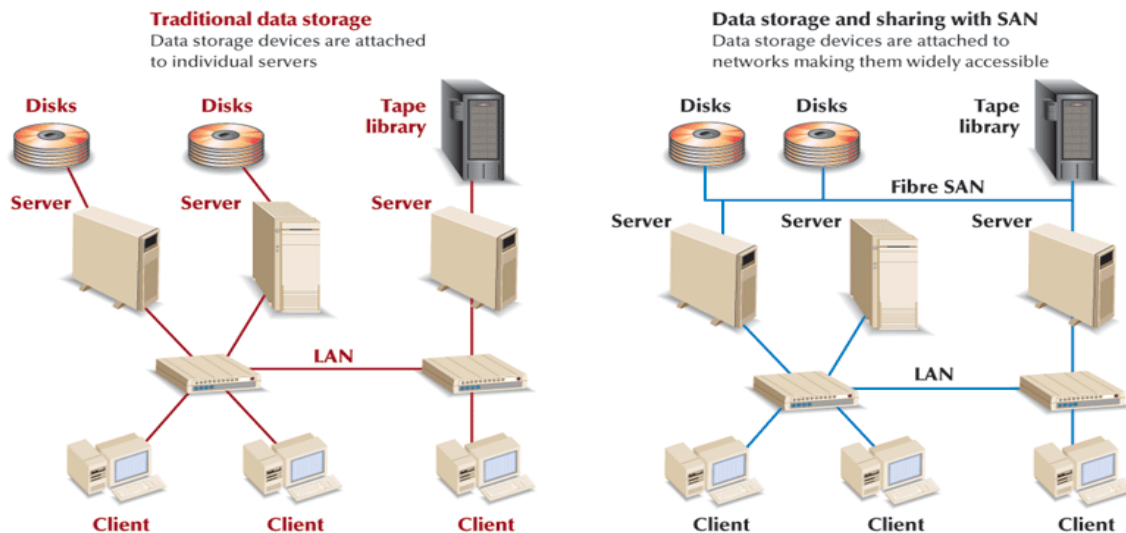 Traditional data storage
Data storage devices are attached
to individual servers
Disks
Disks
Tape
library
Server
Server
Server
LAN
Client
Client
Client
Data storage and sharing with SAN
Data storage devices are attached to
networks making them widely accessible
Disks
Disks
Tape
library
Fibre SAN
Server
Server
Server
LAN
Client
Client
Client